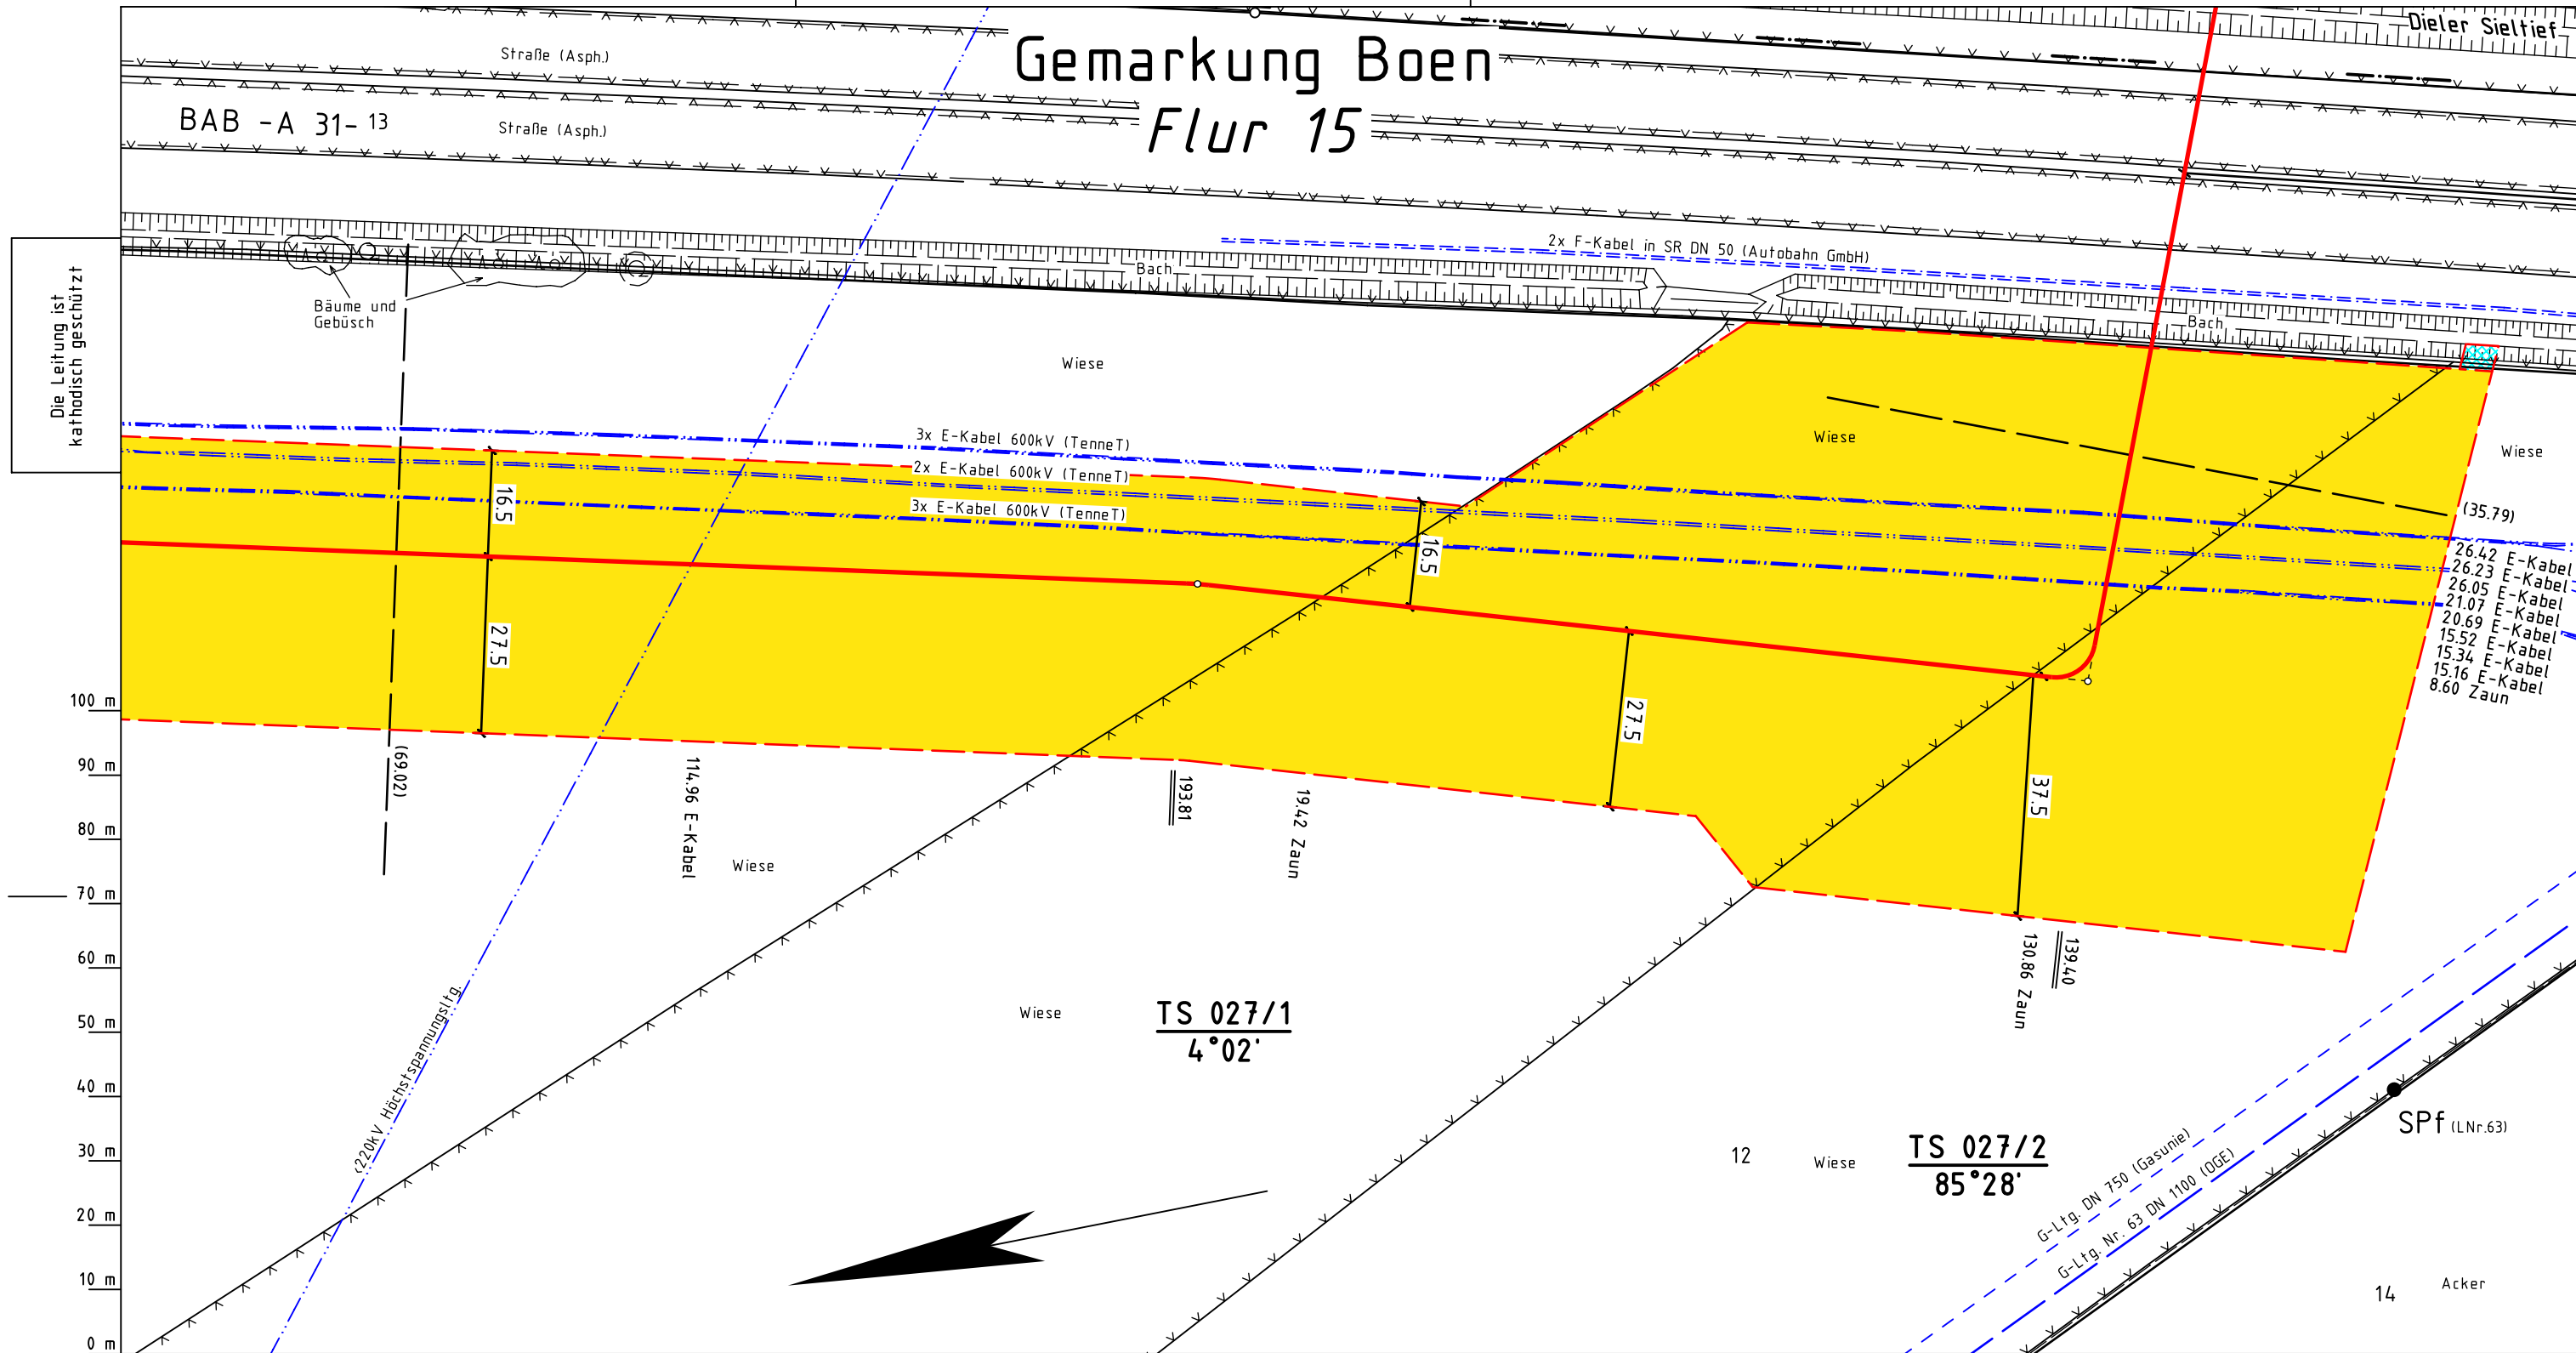 Dieler Sieltief
Gemarkung Boen
Flur 15
Straße (Asph.)
BAB -A 31- 13
Straße (Asph.)
2x F-Kabel in SR DN 50 (Autobahn GmbH)
Bach
Bach
Die Leitung ist
kathodisch geschützt
Bäume und
Gebüsch
Wiese
Wiese
Wiese
3x E-Kabel 600kV (TenneT)
2x E-Kabel 600kV (TenneT)
3x E-Kabel 600kV (TenneT)
16.5
16.5
27.5
27.5
37.5
(35.79)
26.42 E-Kabel
26.23 E-Kabel
26.05 E-Kabel
21.07 E-Kabel
20.69 E-Kabel
15.52 E-Kabel
15.34 E-Kabel
15.16 E-Kabel
8.60 Zaun
(69.02)
114.96 E-Kabel
193.81
19.42 Zaun
130.86 Zaun
139.40
100 m
90 m
80 m
70 m
60 m
50 m
40 m
30 m
20 m
10 m
0 m
Wiese
Wiese
TS 027/1
4°02'
<220kV Höchstspannungsltg.
12
Wiese
TS 027/2
85°28'
SPf (LNr.63)
G-Ltg. DN 750 (Gasunie)
G-Ltg. Nr. 63 DN 1100 (OGE)
14
Acker